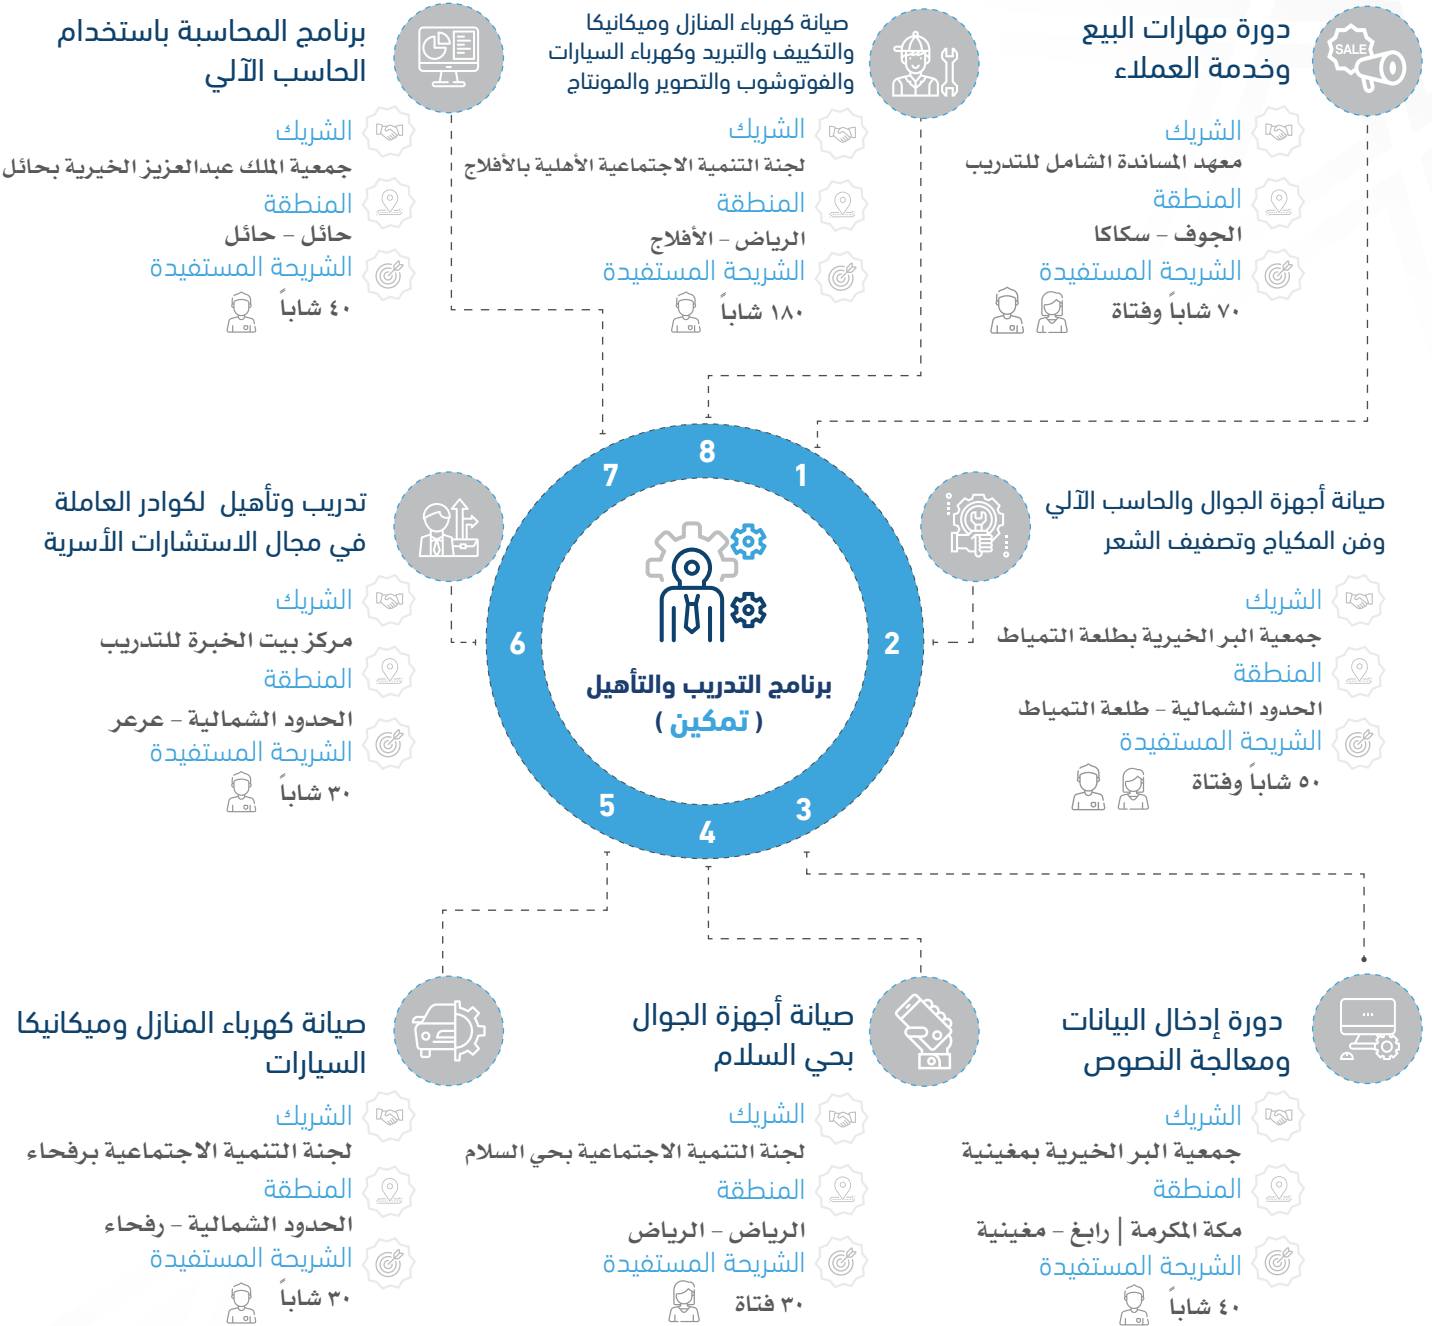 دورة مهارات البيع
وخدمة العملاء
SALE
الشريك
معهد المساندة الشامل للتدريب
المنطقة
الجوف - سكاكا
الشريحة المستفيدة
٧٠ شاباً وفتاة
صيانة كهرباء المنازل وميكانيكا
والتكييف والتبريد وكهرباء السيارات
والفوتوشوب والتصوير والمونتاج
الشريك
لجنة التنمية الاجتماعية الأهلية بالأفلاج
المنطقة
الرياض - الأفلاج
الشريحة المستفيدة
١٨٠ شاباً
برنامج المحاسبة باستخدام
الحاسب الآلي
الشريك
جمعية الملك عبدالعزيز الخيرية بحائل
المنطقة
حائل - حائل
الشريحة المستفيدة
٤٠ شاباً
8
7
1
6
2
5
4
3
برنامج التدريب والتأهيل
( تمكين )
صيانة أجهزة الجوال والحاسب الآلي
وفن المكياج وتصفيف الشعر
الشريك
جمعية البر الخيرية بطلعة التمياط
المنطقة
الحدود الشمالية - طلعة التمياط
الشريحة المستفيدة
٥٠ شاباً وفتاة
تدريب وتأهيل لكوادر العاملة
في مجال الاستشارات الأسرية
الشريك
مركز بيت الخبرة للتدريب
المنطقة
الحدود الشمالية - عرعر
الشريحة المستفيدة
٣٠ شاباً
دورة إدخال البيانات
ومعالجة النصوص
الشريك
جمعية البر الخيرية بمغينية
المنطقة
مكة المكرمة | رابغ - مغينية
الشريحة المستفيدة
٤٠ شاباً
صيانة أجهزة الجوال
بحي السلام
الشريك
لجنة التنمية الاجتماعية بحي السلام
المنطقة
الرياض - الرياض
الشريحة المستفيدة
٣٠ فتاة
صيانة كهرباء المنازل وميكانيكا
السيارات
الشريك
لجنة التنمية الاجتماعية برفحاء
المنطقة
الحدود الشمالية - رفحاء
الشريحة المستفيدة
٣٠ شاباً